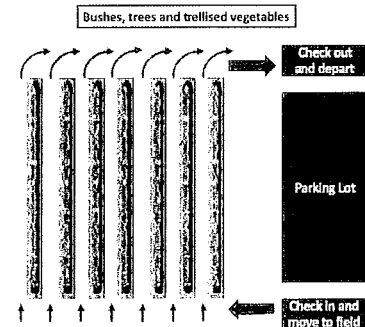 Bushes, trees and trellised vegetables
Check out
and depart
Parking Lot
Check in and
move to field